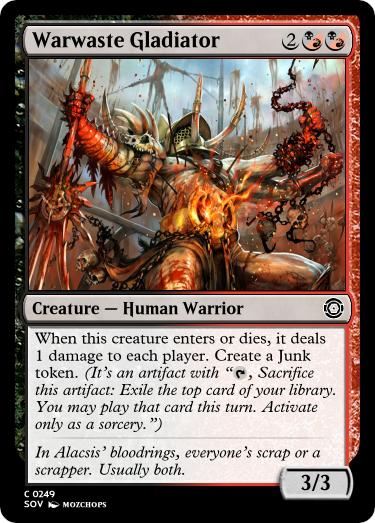 Warwaste Gladiator 2
Creature — Human Warrior
When this creature enters or dies, it deals
1 damage to each player. Create a Junk
token. (It's an artifact with “, Sacrifice
this artifact: Exile the top card of your library.
You may play that card this turn. Activate
only as a sorcery.”)
In Alacsis' bloodrings, everyone's scrap or a
scrapper. Usually both.
3/3
C 0249
SOV MOZCHOPS